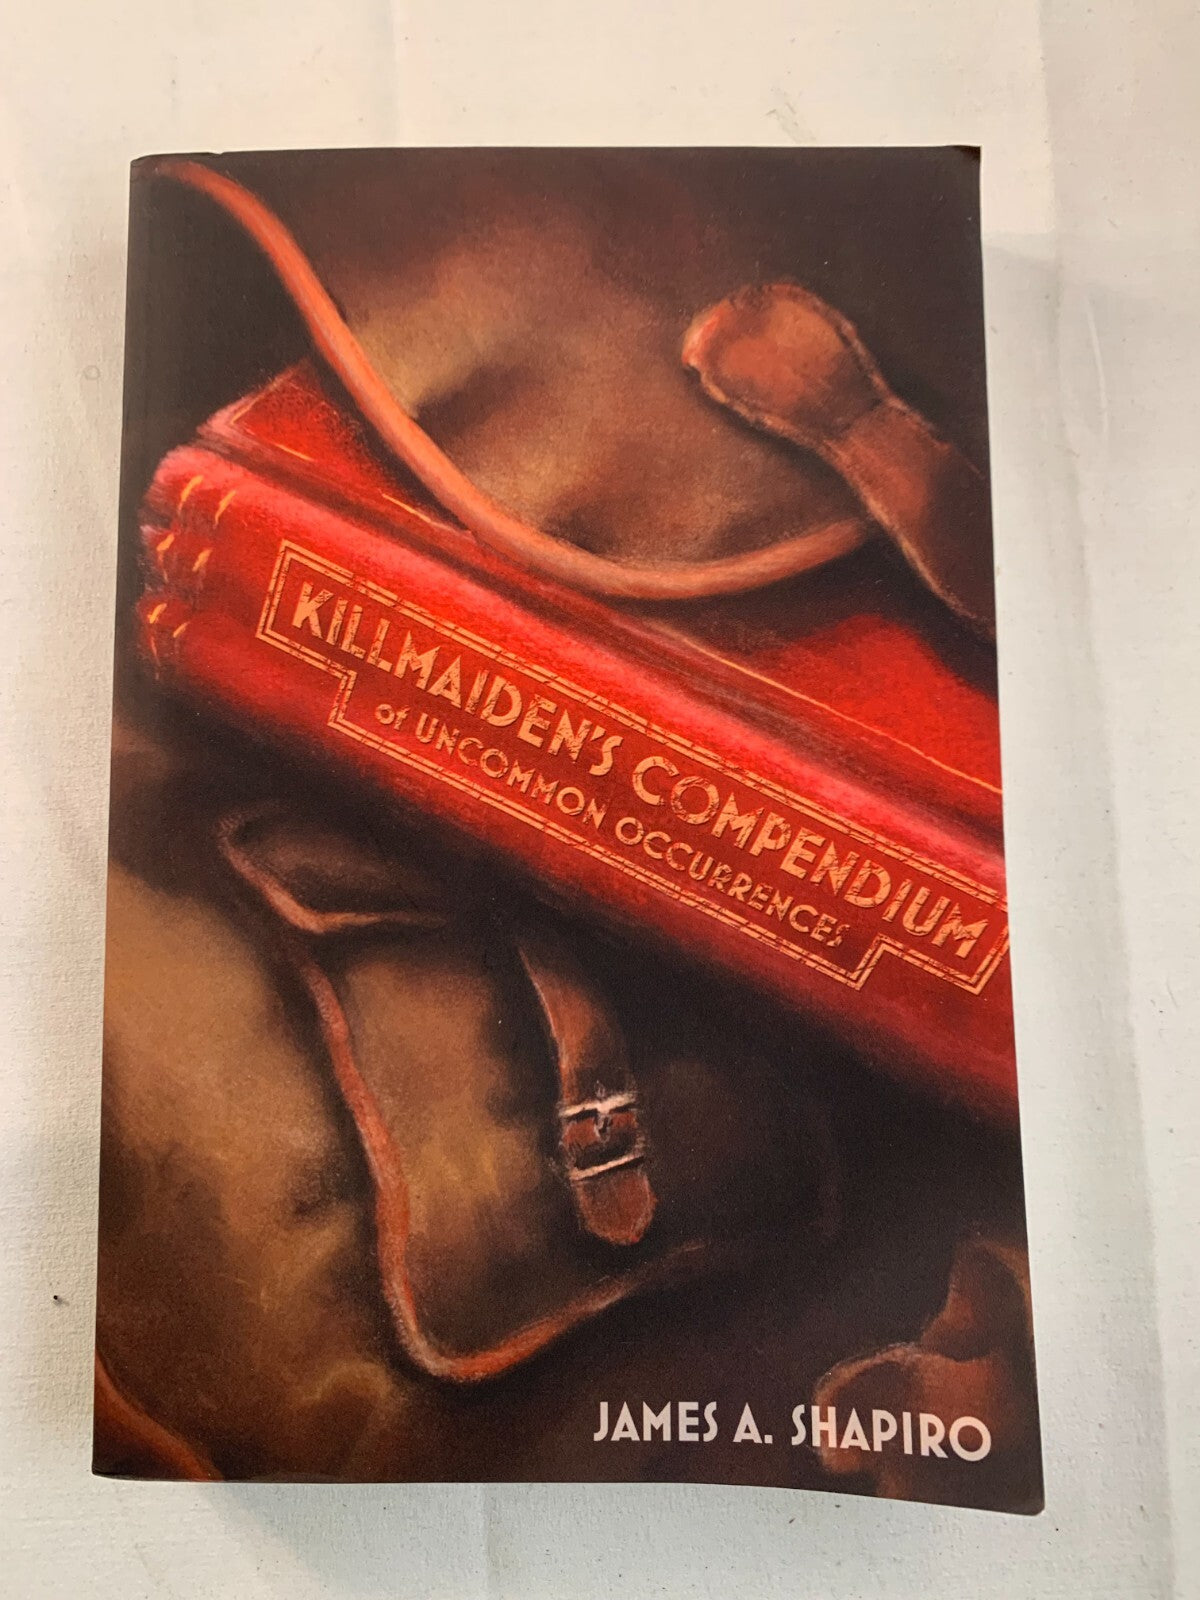 KILLMAIDEN'S COMPENDIUM
of UNCOMMON OCCURRENCES
JAMES A. SHAPIRO